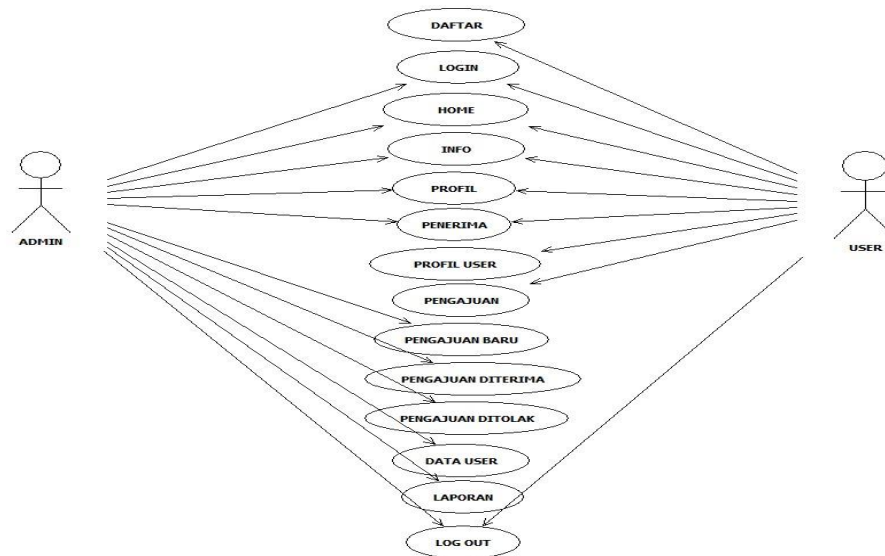 DAFTAR
LOGIN
HOME
INFO
PROFIL
PENERIMA
ADMIN
USER
PROFIL USER
PENGAJUAN
PENGAJUAN BARU
PENGAJUAN DITERIMA
PENGAJUAN DITOLAK
DATA USER
LAPORAN
LOG OUT